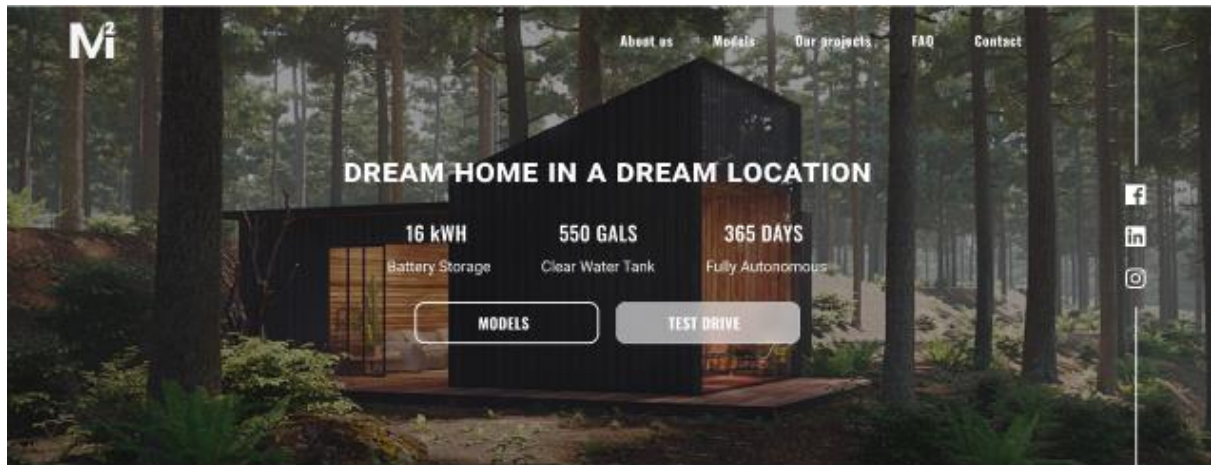 M²
About us Models Our projects FAQ Contact
DREAM HOME IN A DREAM LOCATION
16 kWH 550 GALS 365 DAYS
Battery Storage Clear Water Tank Fully Autonomous
MODELS TEST DRIVE
f
in